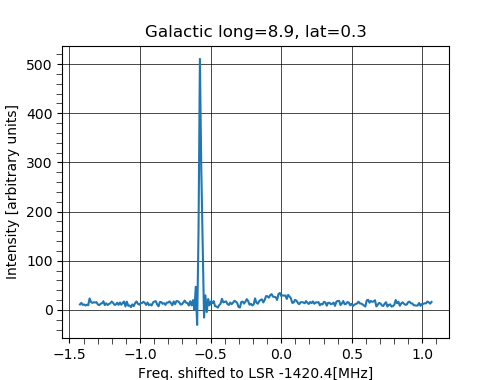 Galactic long=8.9, lat=0.3
Intensity [arbitrary units]
500
400
300
200
100
0
−1.5 −1.0 −0.5 0.0 0.5 1.0
Freq. shifted to LSR -1420.4[MHz]